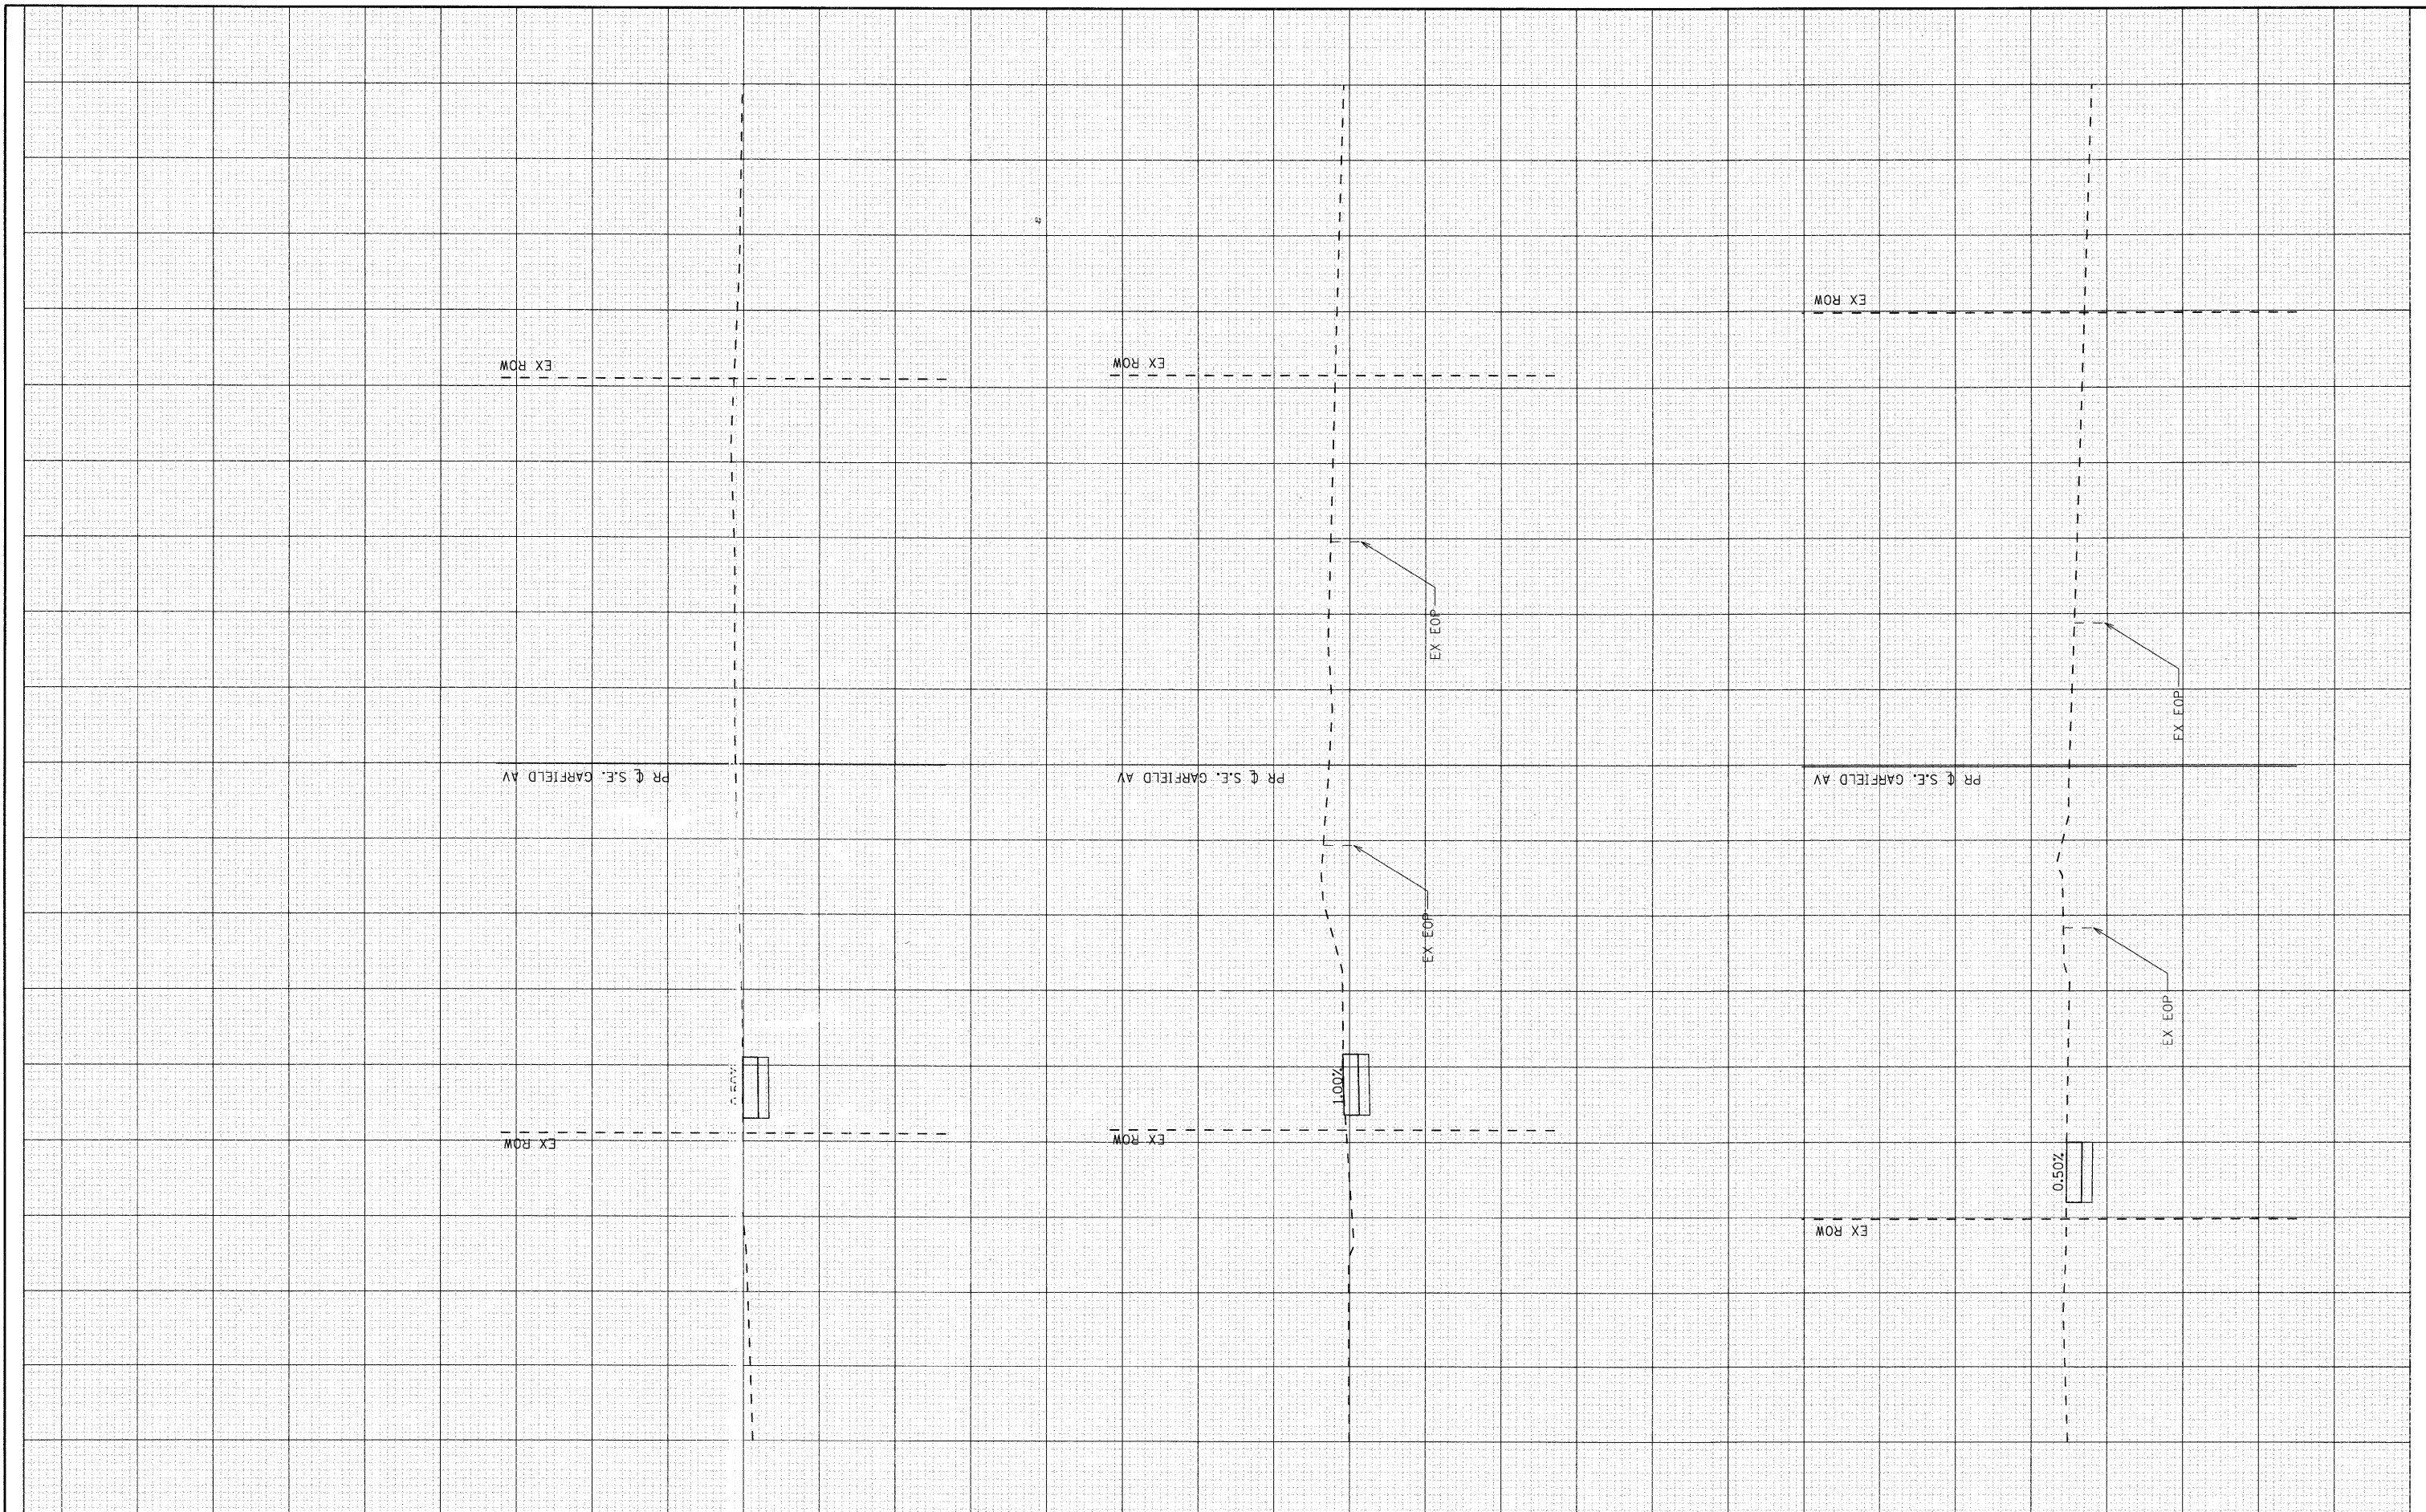 EX ROW
PR ℄ S.E. GARFIELD AV
EX ROW
EX ROW
EX EOP
PR ℄ S.E. GARFIELD AV
EX EOP
1.00%
EX ROW
EX ROW
EX EOP
PR ℄ S.E. GARFIELD AV
EX EOP
0.50%
EX ROW